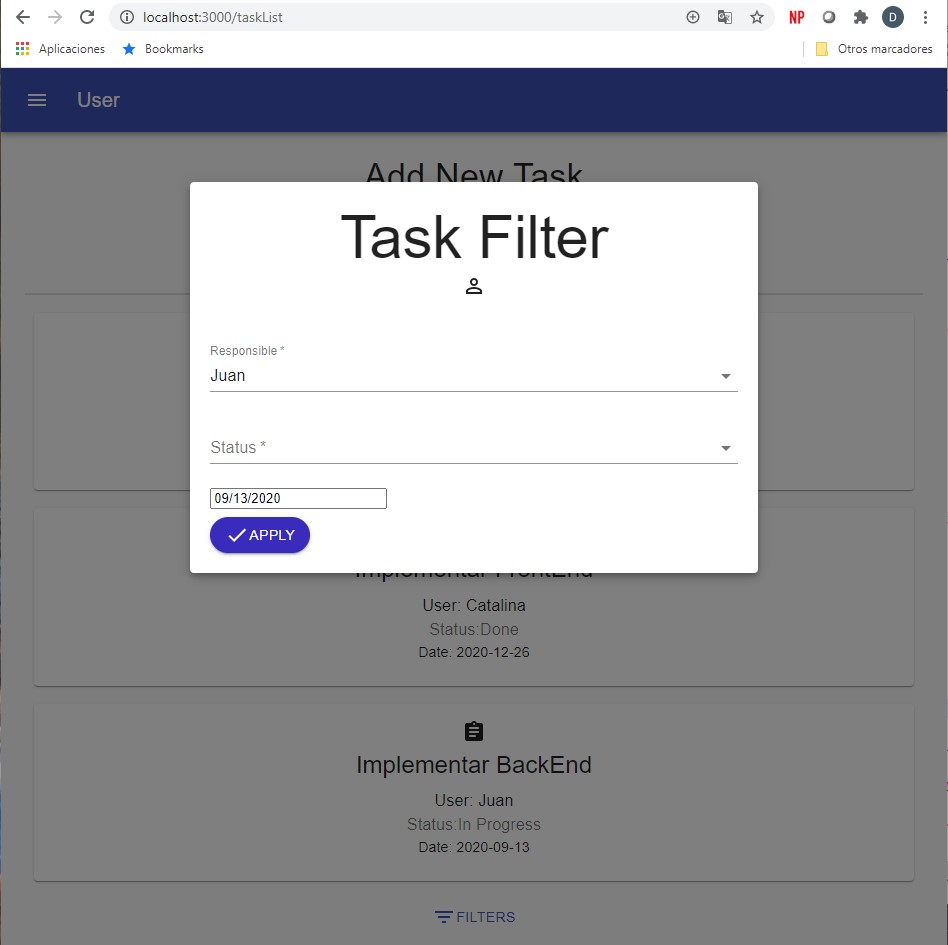 localhost:3000/taskList
NP
D
Aplicaciones
Bookmarks
Otros marcadores
User
Add New Task
Task Filter
Responsible *
Juan
Status *
09/13/2020
APPLY
Implementar FrontEnd
User: Catalina
Status:Done
Date: 2020-12-26
Implementar BackEnd
User: Juan
Status:In Progress
Date: 2020-09-13
FILTERS